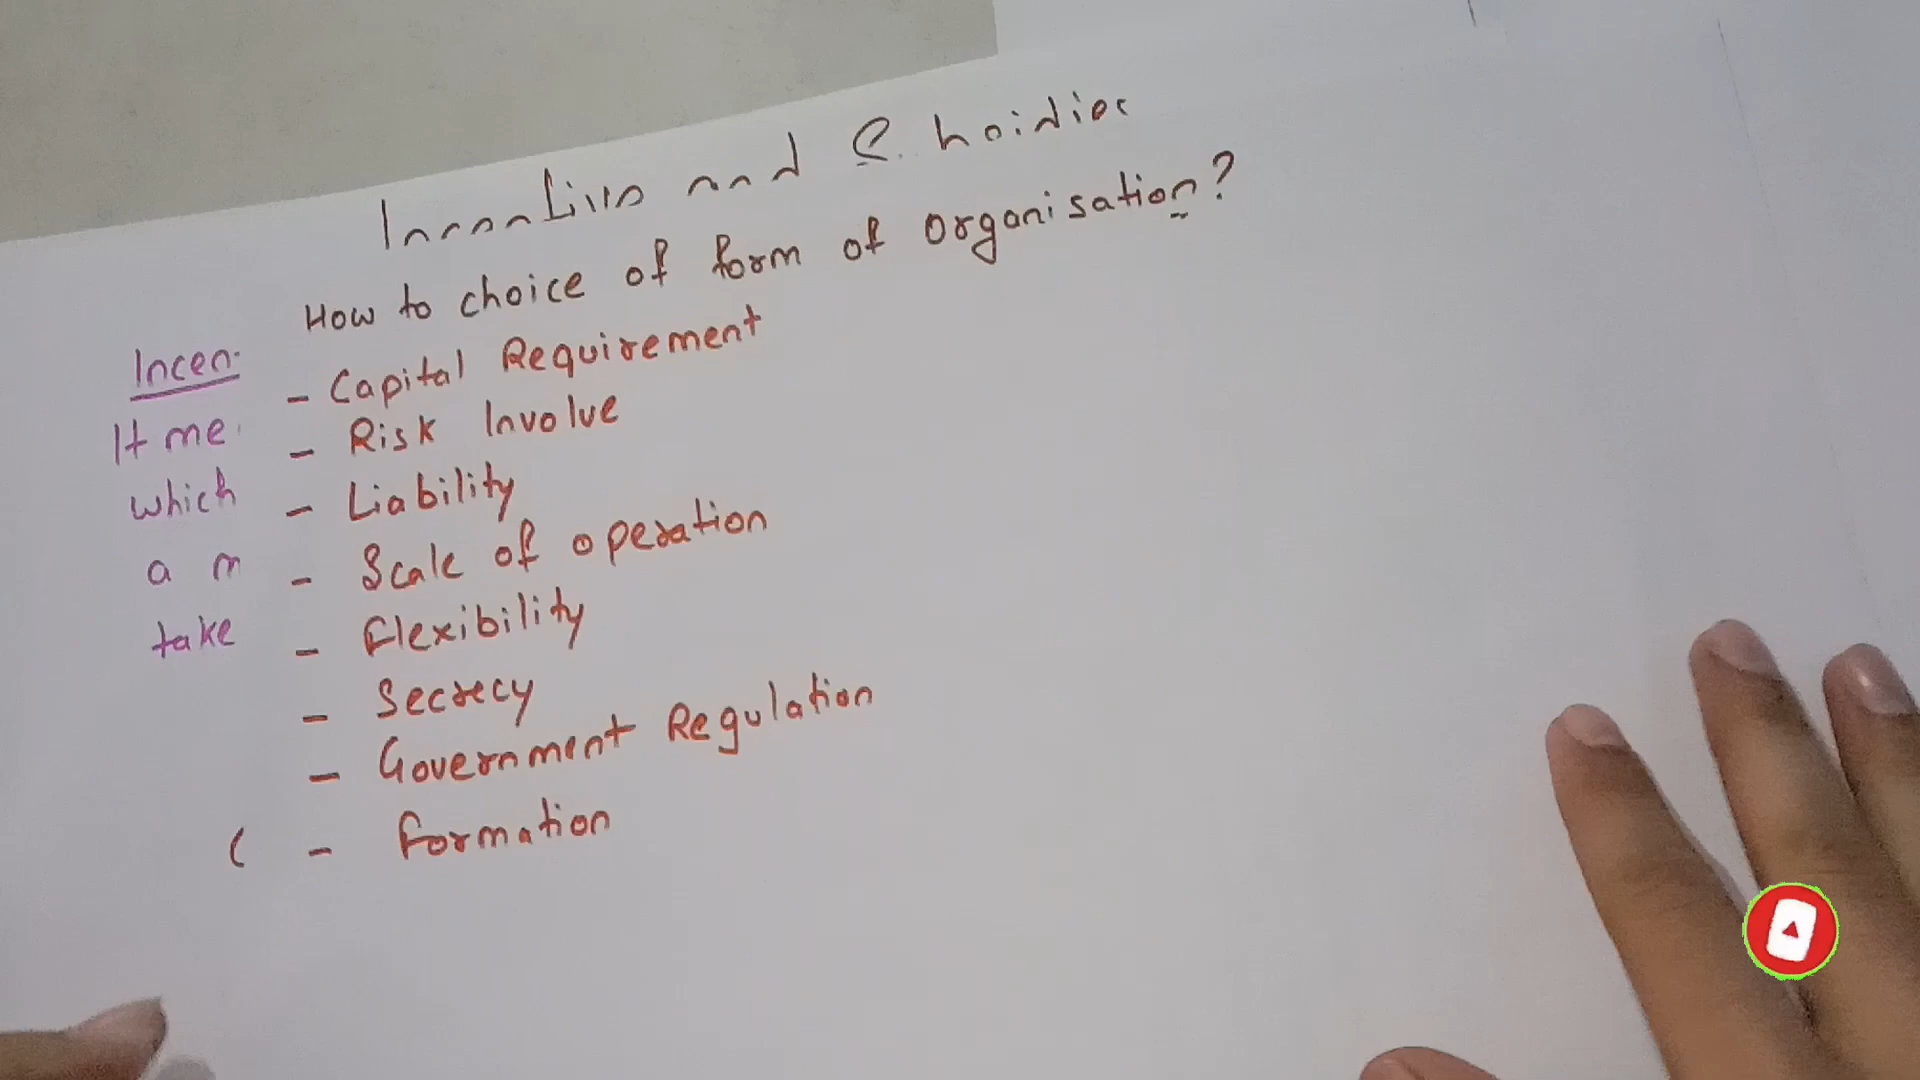 and
How to choice of form of organisation?
Incen.
- Capital Requirement
It me
- Risk Involve
which
- Liability
a m
- Scale of operation
take
- Flexibility
- Secrecy
- Government Regulation
( - Formation